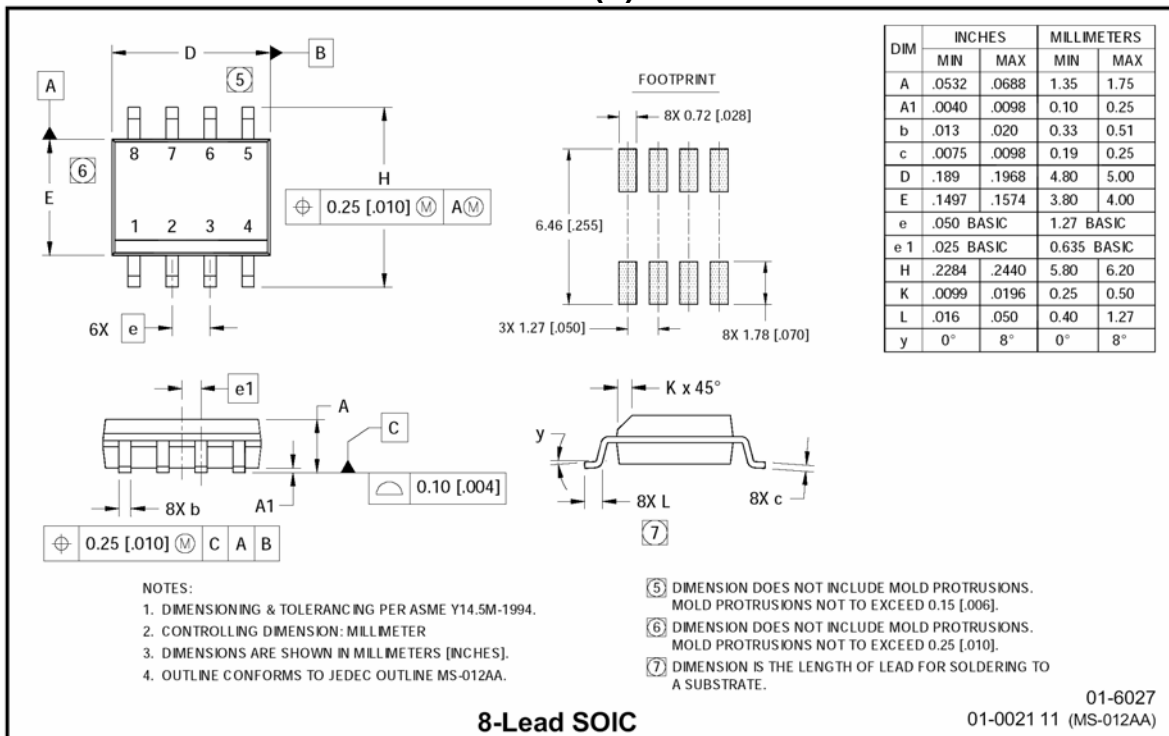 D
B
5
A
8 7 6 5
6
E
H
1 2 3 4
⌖ 0.25 [.010] Ⓜ A Ⓜ
6X e
FOOTPRINT
8X 0.72 [.028]
6.46 [.255]
3X 1.27 [.050]
8X 1.78 [.070]
DIM INCHES MILLIMETERS
MIN MAX MIN MAX
A .0532 .0688 1.35 1.75
A1 .0040 .0098 0.10 0.25
b .013 .020 0.33 0.51
c .0075 .0098 0.19 0.25
D .189 .1968 4.80 5.00
E .1497 .1574 3.80 4.00
e .050 BASIC 1.27 BASIC
e 1 .025 BASIC 0.635 BASIC
H .2284 .2440 5.80 6.20
K .0099 .0196 0.25 0.50
L .016 .050 0.40 1.27
y 0° 8° 0° 8°
e1
A
C
8X b
A1
⌓ 0.10 [.004]
⌖ 0.25 [.010] Ⓜ C A B
K x 45°
y
8X L
8X c
7
NOTES:
1. DIMENSIONING & TOLERANCING PER ASME Y14.5M-1994.
2. CONTROLLING DIMENSION: MILLIMETER
3. DIMENSIONS ARE SHOWN IN MILLIMETERS [INCHES].
4. OUTLINE CONFORMS TO JEDEC OUTLINE MS-012AA.
5 DIMENSION DOES NOT INCLUDE MOLD PROTRUSIONS.
MOLD PROTRUSIONS NOT TO EXCEED 0.15 [.006].
6 DIMENSION DOES NOT INCLUDE MOLD PROTRUSIONS.
MOLD PROTRUSIONS NOT TO EXCEED 0.25 [.010].
7 DIMENSION IS THE LENGTH OF LEAD FOR SOLDERING TO
A SUBSTRATE.
8-Lead SOIC
01-6027
01-0021 11 (MS-012AA)